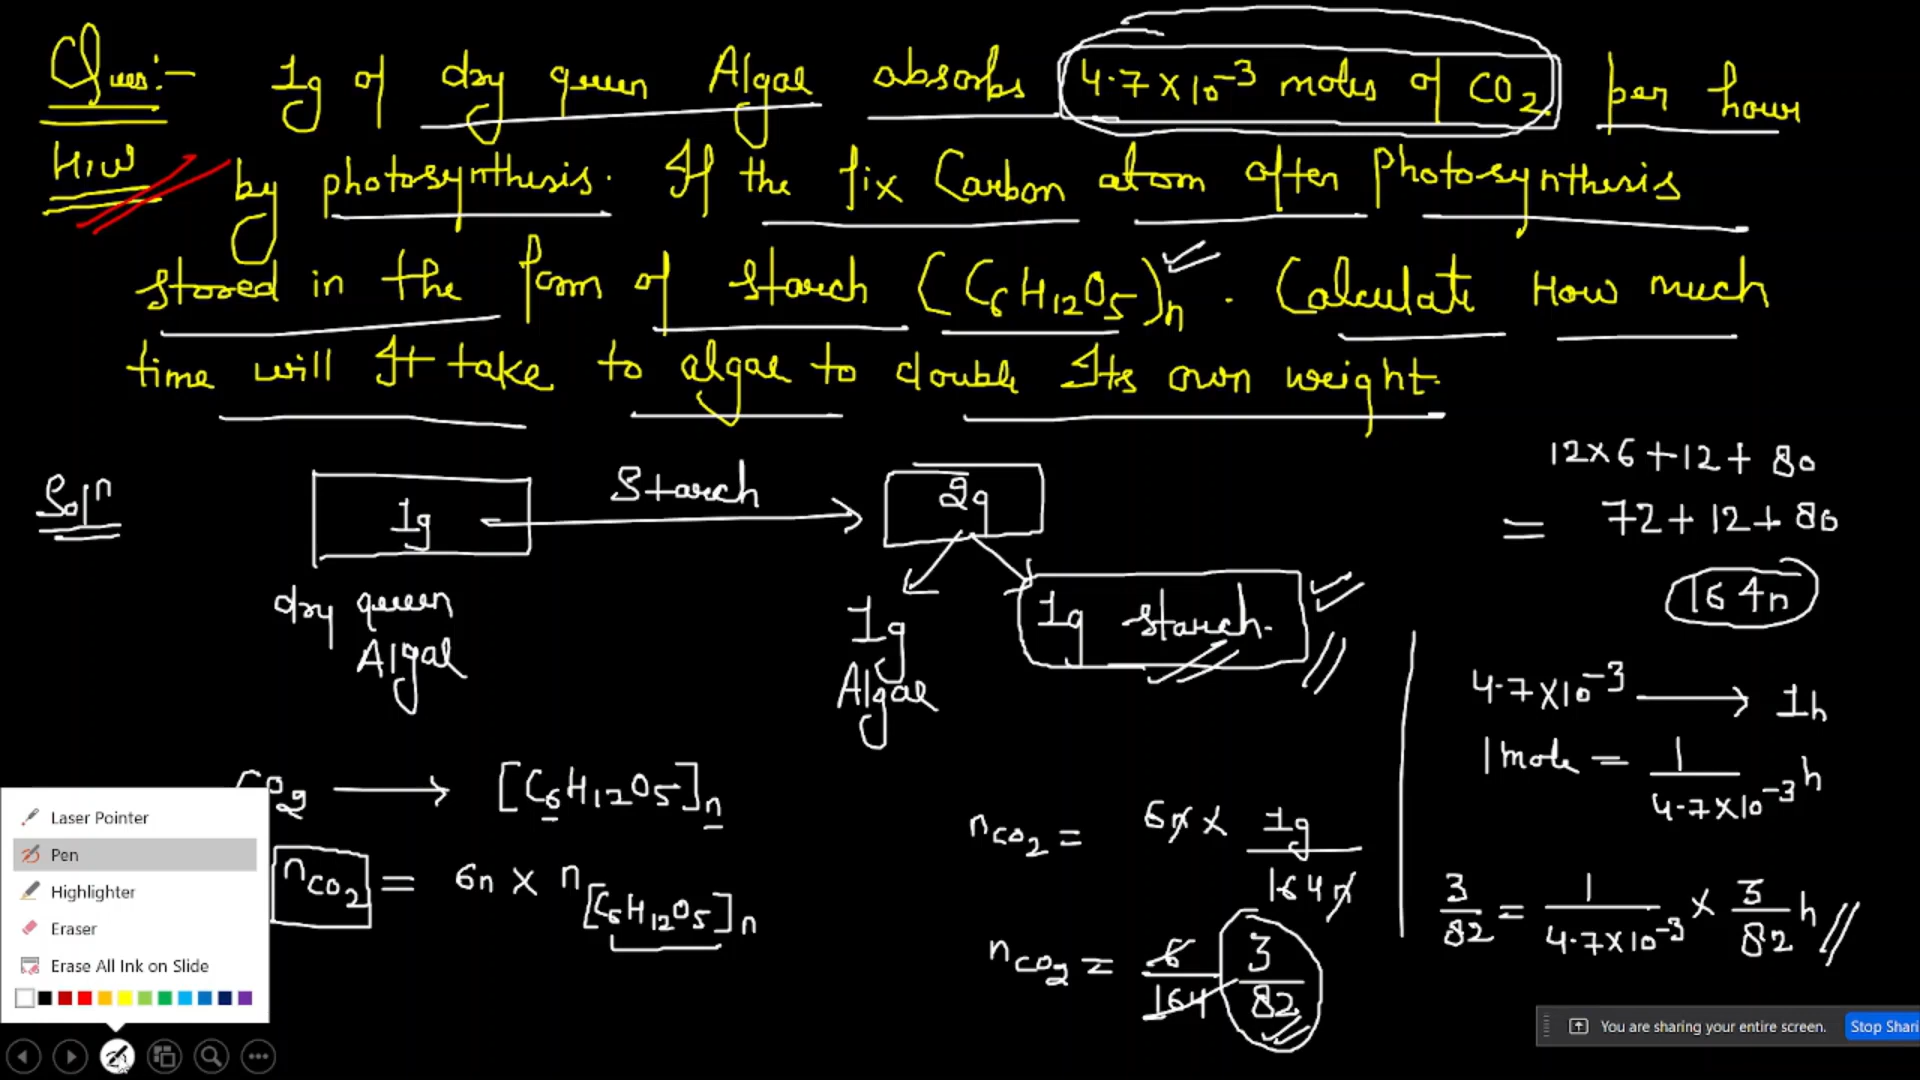 Ques:- 1g of dry green Algae absorbs 4.7×10⁻³ moles of CO₂ per hour
H/W by photosynthesis. If the fix Carbon atom after Photosynthesis
stored in the form of starch (C₆H₁₂O₅)n. Calculate How much
time will It take to algae to double Its own weight.
Solⁿ
1g
Starch
2g
dry green
Algal
1g
Algae
1g starch.
12×6+12+80
= 72+12+80
164n
4.7×10⁻³ → 1h
1 mole = 1/4.7×10⁻³ h
3/82 = 1/4.7×10⁻³ × 3/82 h
CO₂ → [C₆H₁₂O₅]n
nCO₂ = 6n × n[C₆H₁₂O₅]n
nCO₂ = 6n × 1g/164n
nCO₂ = 6/164 3/82
Laser Pointer
Pen
Highlighter
Eraser
Erase All Ink on Slide
You are sharing your entire screen.
Stop Shari